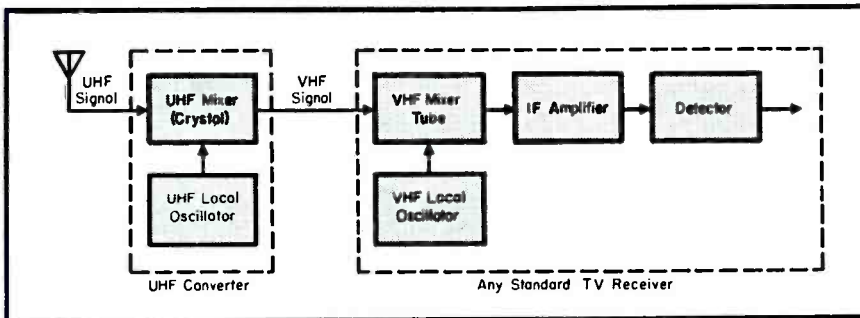 UHF
Signal
UHF Mixer
(Crystal)
VHF
Signal
VHF Mixer
Tube
IF Amplifier
Detector
UHF Local
Oscillator
VHF Local
Oscillator
UHF Converter
Any Standard TV Receiver